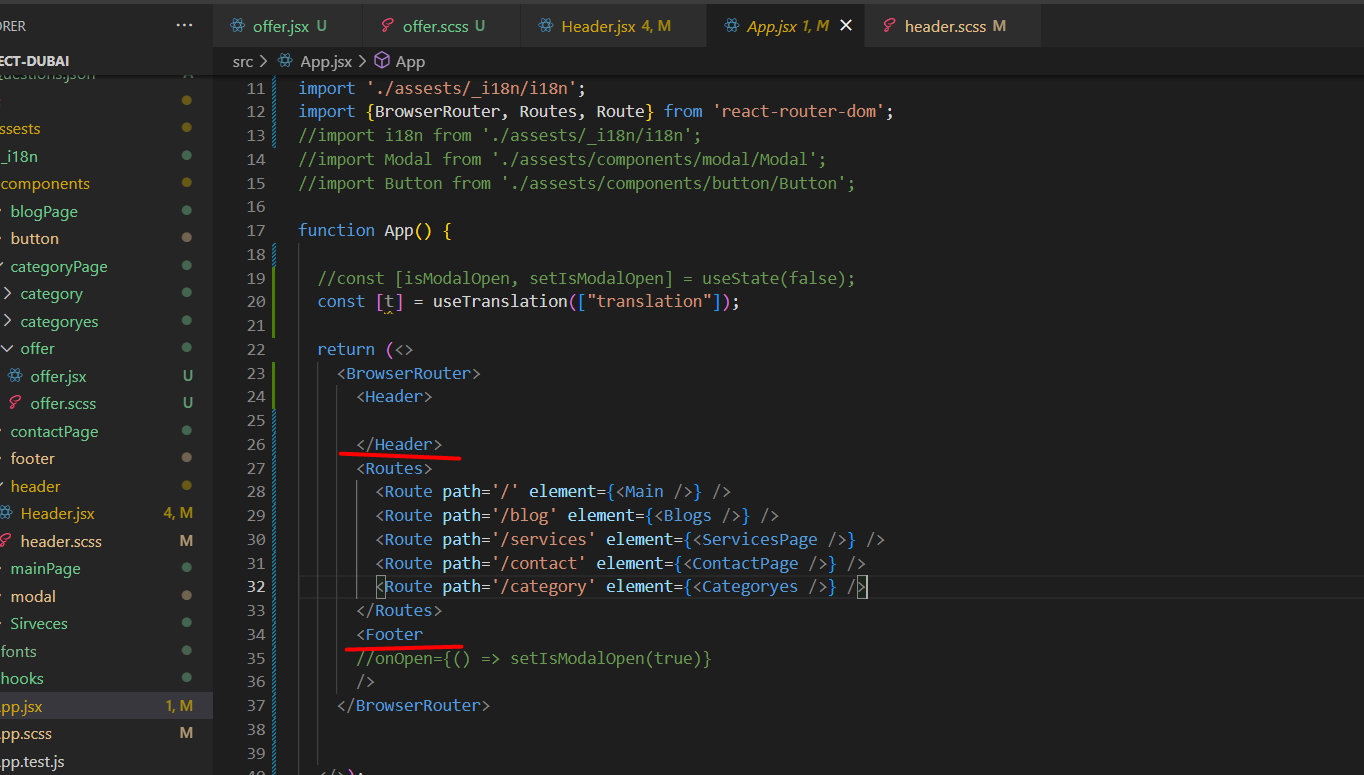 ORER ...
offer.jsx U offer.scss U Header.jsx 4, M App.jsx 1, M header.scss M
ECT-DUBAI
src > App.jsx > App
questions.json
ssests
_i18n
components
blogPage
button
categoryPage
category
categoryes
offer
offer.jsx U
offer.scss U
contactPage
footer
header
Header.jsx 4, M
header.scss M
mainPage
modal
Sirveces
fonts
hooks
pp.jsx 1, M
pp.scss M
pp.test.js
11 import './assests/_i18n/i18n';
12 import {BrowserRouter, Routes, Route} from 'react-router-dom';
13 //import i18n from './assests/_i18n/i18n';
14 //import Modal from './assests/components/modal/Modal';
15 //import Button from './assests/components/button/Button';
16
17 function App() {
18
19 //const [isModalOpen, setIsModalOpen] = useState(false);
20 const [t] = useTranslation(["translation"]);
21
22 return (<>
23 <BrowserRouter>
24 <Header>
25
26 </Header>
27 <Routes>
28 <Route path='/' element={<Main />} />
29 <Route path='/blog' element={<Blogs />} />
30 <Route path='/services' element={<ServicesPage />} />
31 <Route path='/contact' element={<ContactPage />} />
32 <Route path='/category' element={<Categoryes />} />
33 </Routes>
34 <Footer
35 //onOpen={() => setIsModalOpen(true)}
36 />
37 </BrowserRouter>
38
39
40 </>);